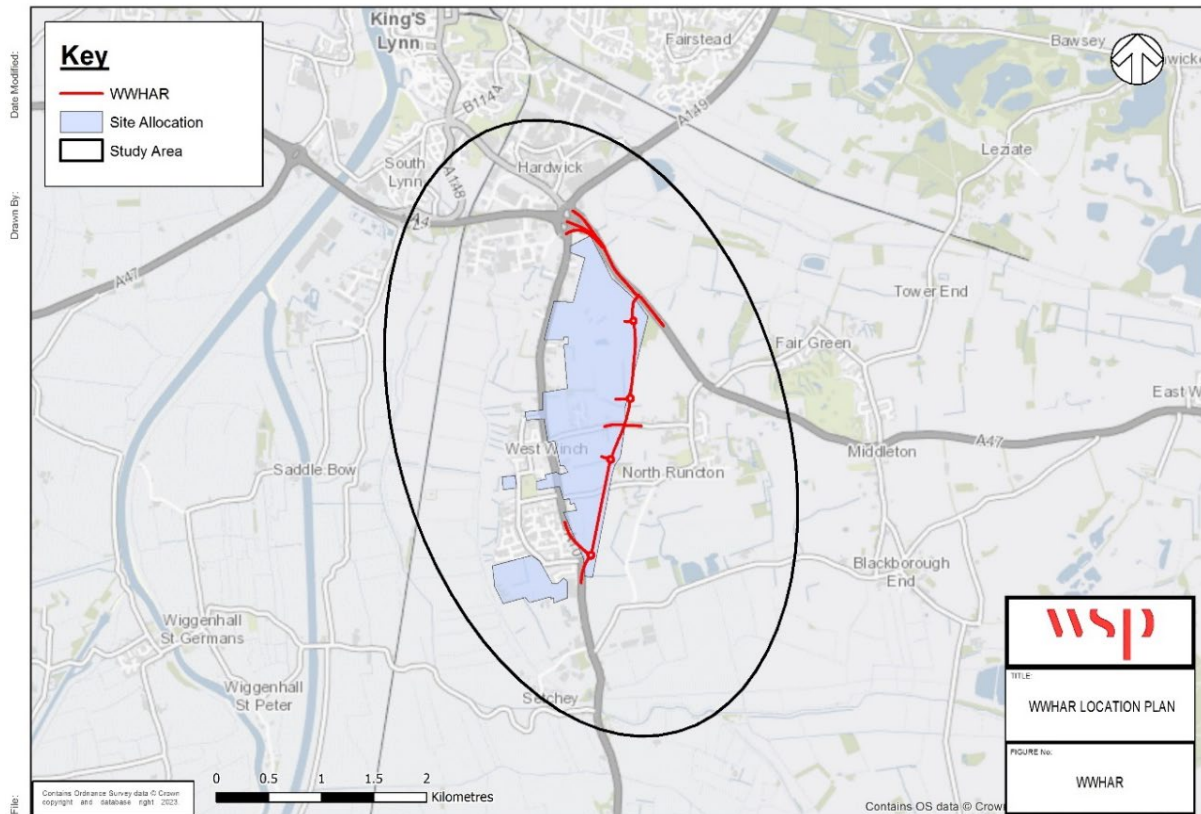 Date Modified:
Drawn By:
File:
Key
WWHAR
Site Allocation
Study Area
King'S
Lynn
Fairstead
Bawsey
B1144
A149
Leziate
South
Lynn
A148
Hardwick
A47
Tower End
Fair Green
East W
West Winch
A47
Middleton
Saddle Bow
North Runcton
Blackborough
End
Wiggenhall
St Germans
Wiggenhall
St Peter
Setchey
wsp
TITLE:
WWHAR LOCATION PLAN
FIGURE No:
WWHAR
0 0.5 1 1.5 2
Kilometres
Contains Ordnance Survey data © Crown
copyright and database right 2023.
Contains OS data © Crown